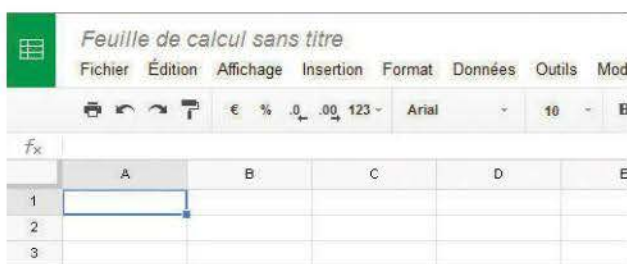 Feuille de calcul sans titre
Fichier Édition Affichage Insertion Format Données Outils Mod
€ % .0 .00 123 Arial 10 B
fx
A B C D E
1
2
3